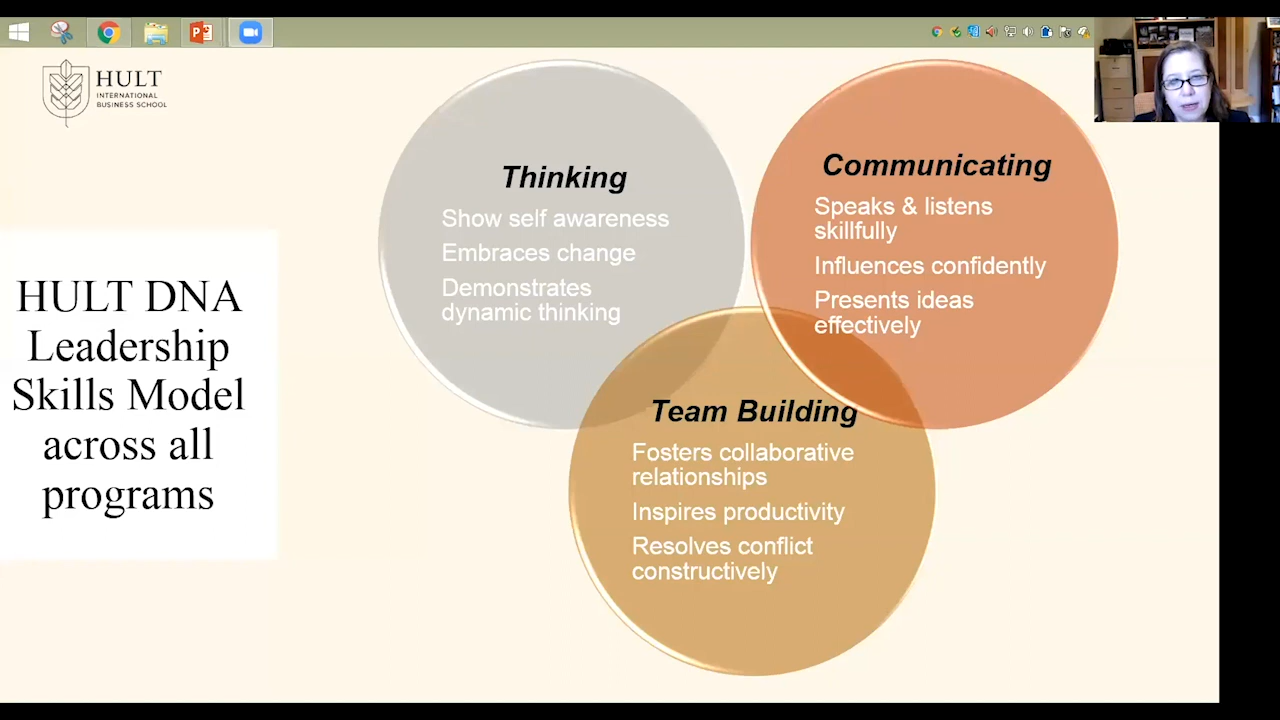 HULT
INTERNATIONAL
BUSINESS SCHOOL
HULT DNA
Leadership
Skills Model
across all
programs
Thinking
Show self awareness
Embraces change
Demonstrates
dynamic thinking
Communicating
Speaks & listens
skillfully
Influences confidently
Presents ideas
effectively
Team Building
Fosters collaborative
relationships
Inspires productivity
Resolves conflict
constructively